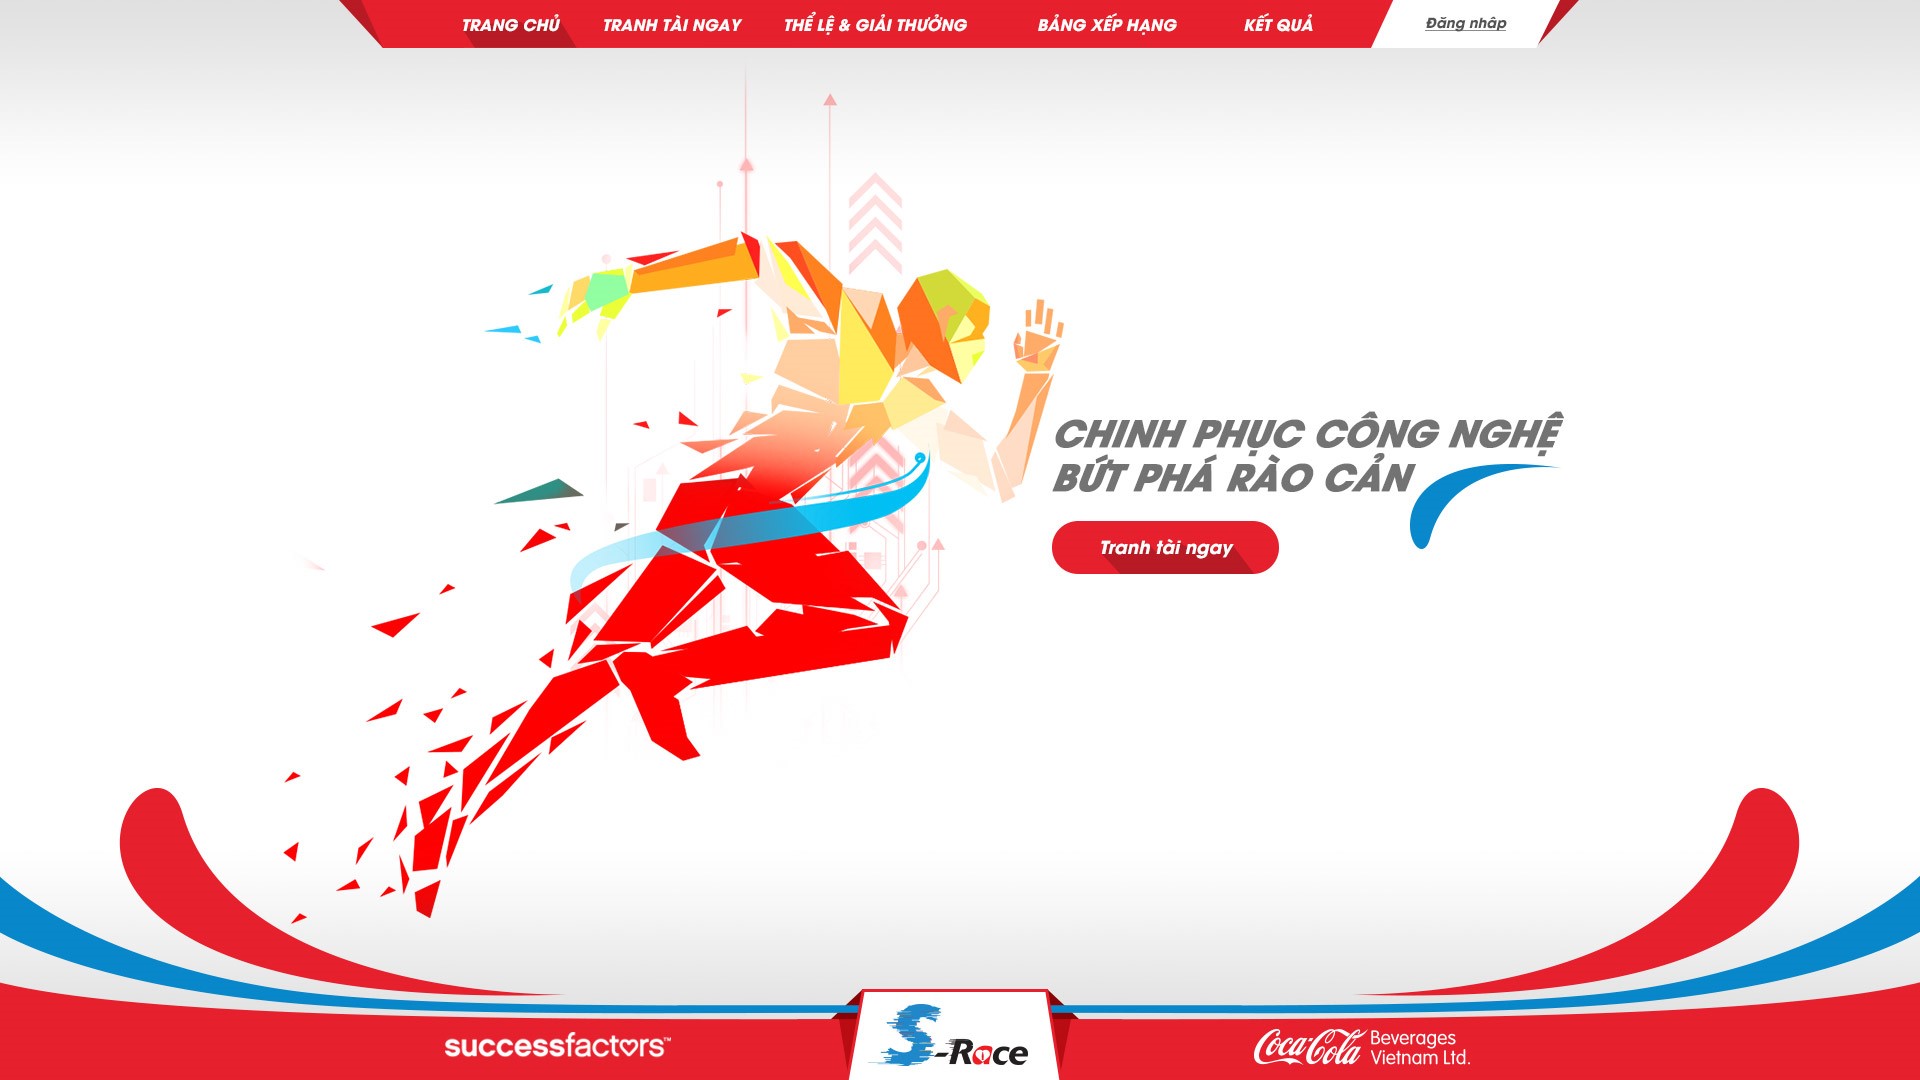 TRANG CHỦ
TRANH TÀI NGAY
THỂ LỆ & GIẢI THƯỞNG
BẢNG XẾP HẠNG
KẾT QUẢ
Đăng nhâp
CHINH PHỤC CÔNG NGHỆ
BỨT PHÁ RÀO CẢN
Tranh tài ngay
successfactors™
S-Race
Coca-Cola
Beverages
Vietnam Ltd.